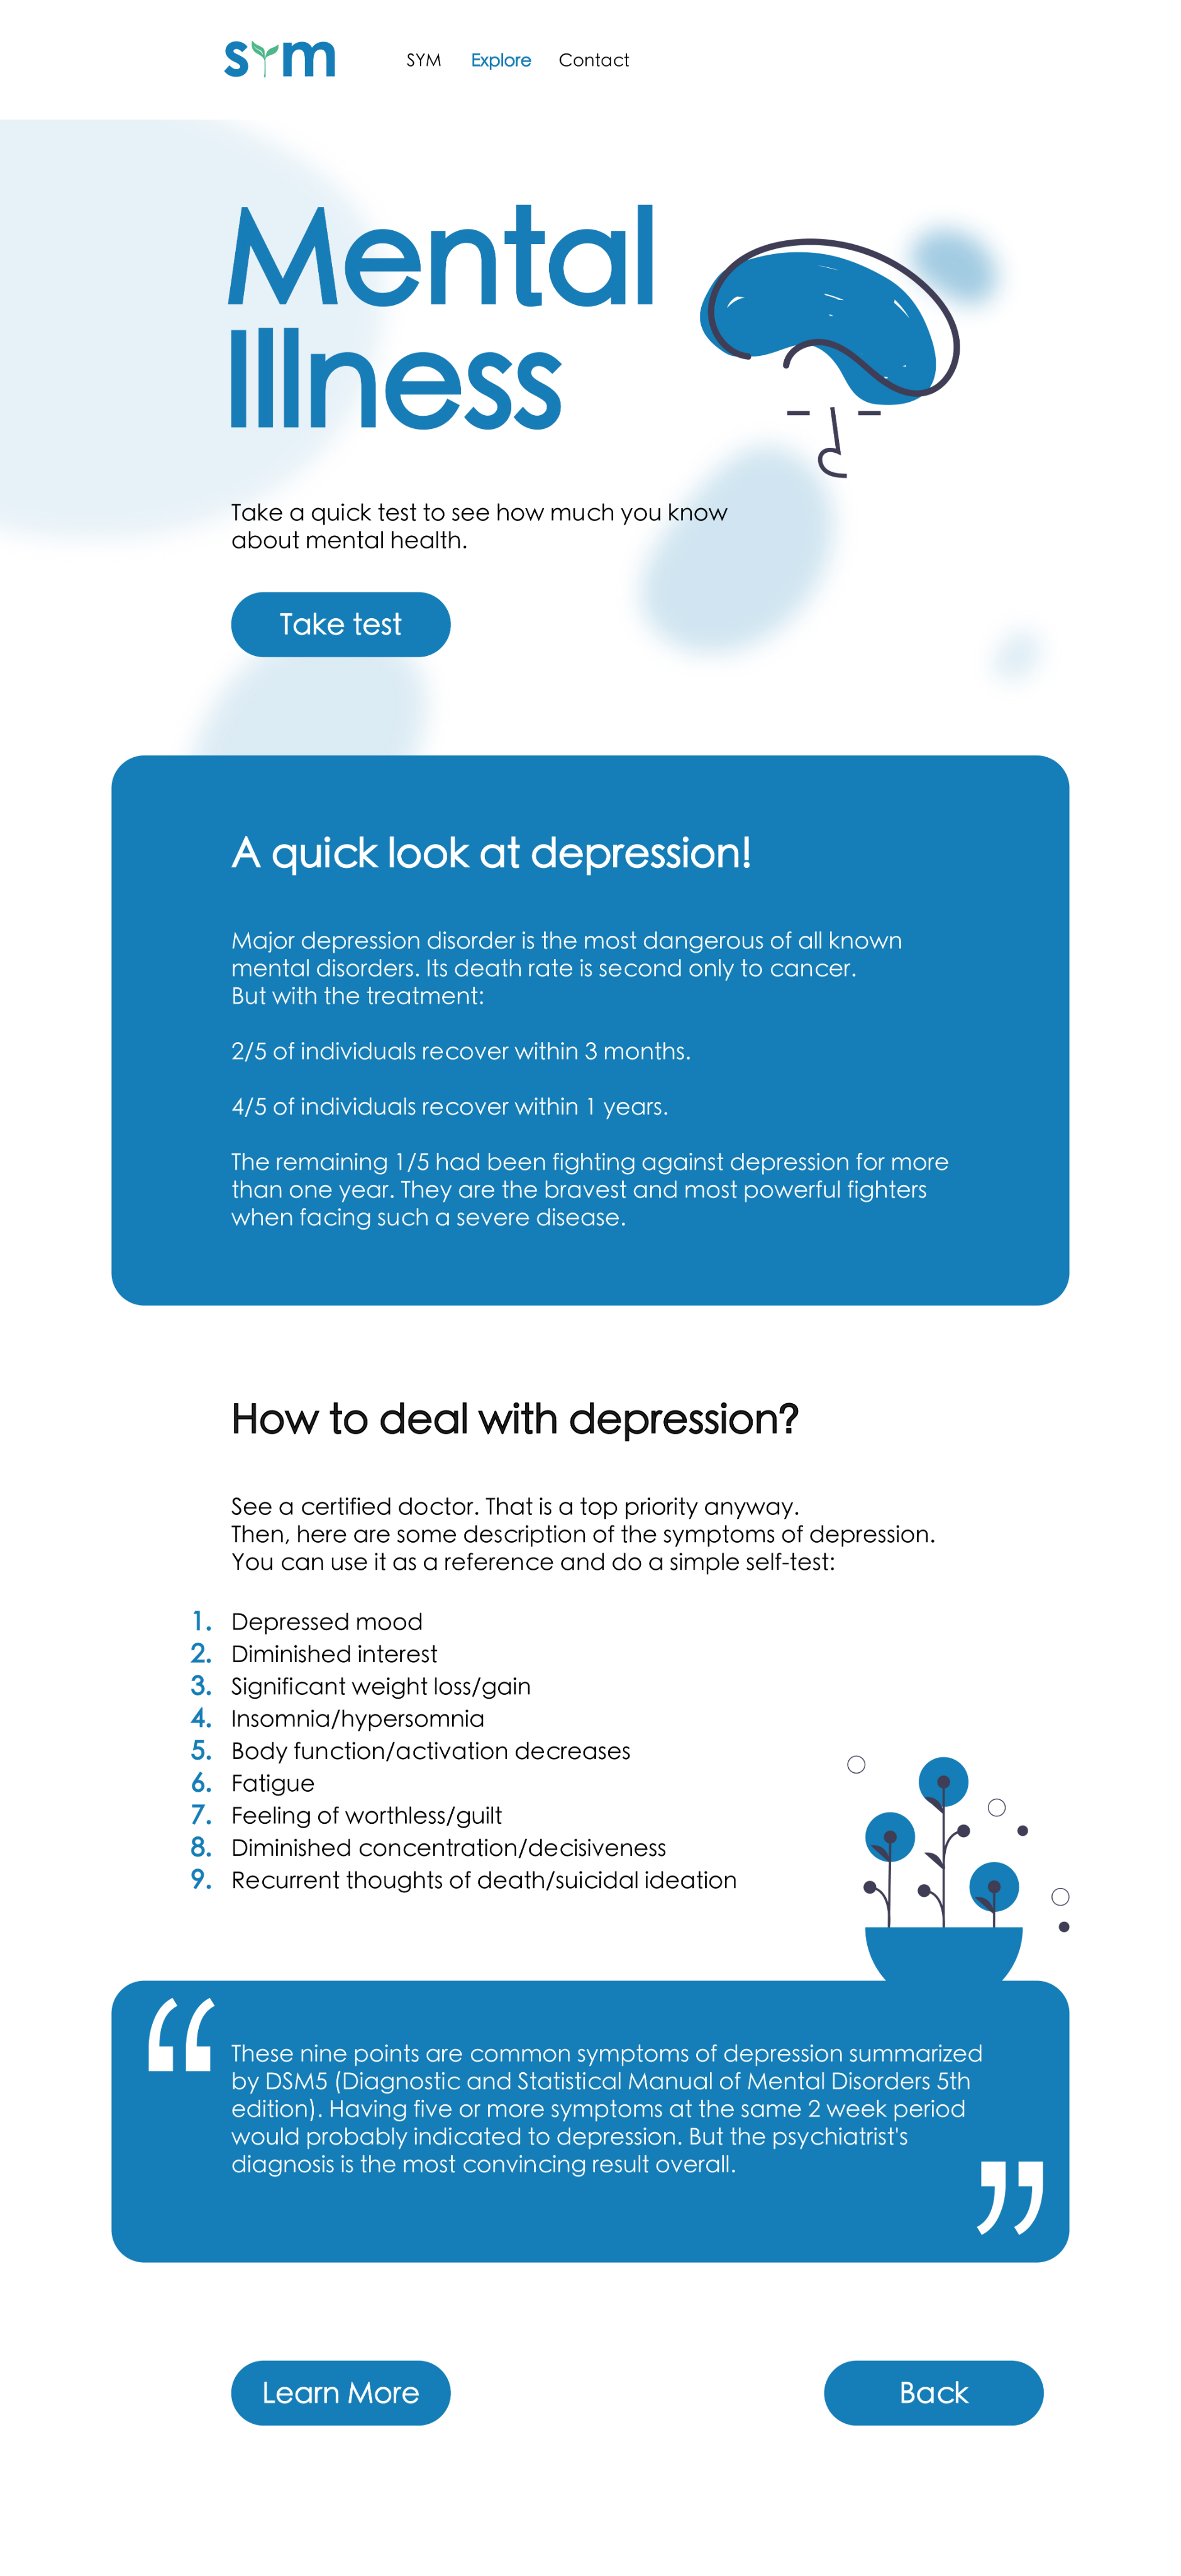 sym
SYM Explore Contact
Mental
Illness
Take a quick test to see how much you know
about mental health.
Take test
A quick look at depression!
Major depression disorder is the most dangerous of all known
mental disorders. Its death rate is second only to cancer.
But with the treatment:
2/5 of individuals recover within 3 months.
4/5 of individuals recover within 1 years.
The remaining 1/5 had been fighting against depression for more
than one year. They are the bravest and most powerful fighters
when facing such a severe disease.
How to deal with depression?
See a certified doctor. That is a top priority anyway.
Then, here are some description of the symptoms of depression.
You can use it as a reference and do a simple self-test:
1. Depressed mood
2. Diminished interest
3. Significant weight loss/gain
4. Insomnia/hypersomnia
5. Body function/activation decreases
6. Fatigue
7. Feeling of worthless/guilt
8. Diminished concentration/decisiveness
9. Recurrent thoughts of death/suicidal ideation
“
These nine points are common symptoms of depression summarized
by DSM5 (Diagnostic and Statistical Manual of Mental Disorders 5th
edition). Having five or more symptoms at the same 2 week period
would probably indicated to depression. But the psychiatrist's
diagnosis is the most convincing result overall.
”
Learn More
Back